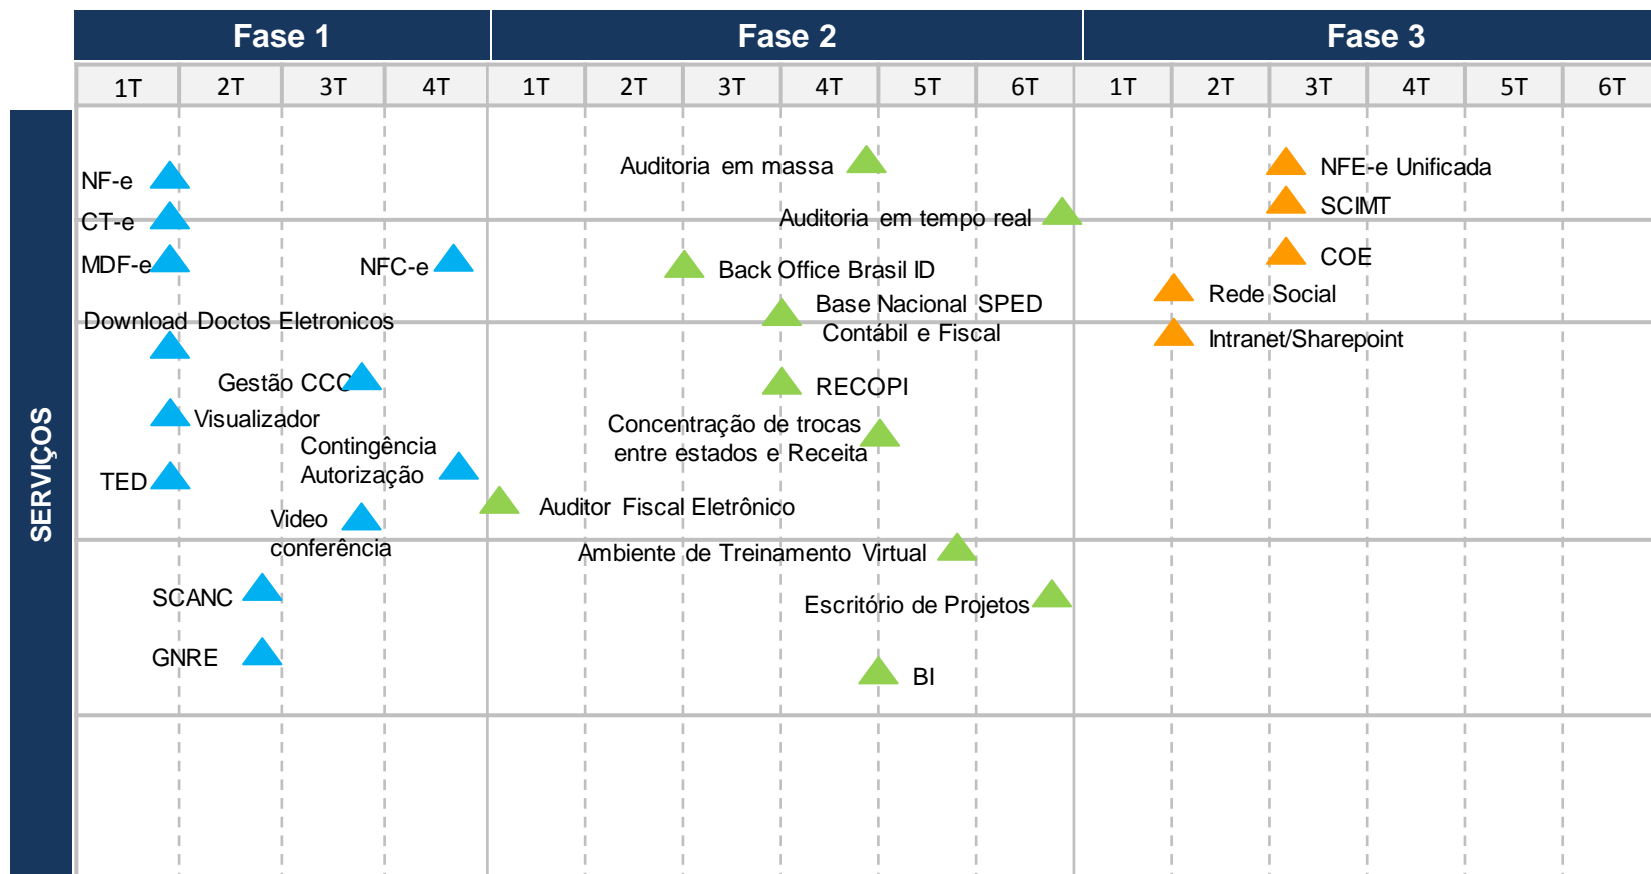 Fase 1
Fase 2
Fase 3
1T 2T 3T 4T 1T 2T 3T 4T 5T 6T 1T 2T 3T 4T 5T 6T
SERVIÇOS
NF-e
CT-e
MDF-e
NFC-e
Download Doctos Eletronicos
Gestão CCC
Visualizador
Contingência
Autorização
TED
Video
conferência
SCANC
GNRE
Auditoria em massa
Auditoria em tempo real
Back Office Brasil ID
Base Nacional SPED
Contábil e Fiscal
RECOPI
Concentração de trocas
entre estados e Receita
Auditor Fiscal Eletrônico
Ambiente de Treinamento Virtual
Escritório de Projetos
BI
NFE-e Unificada
SCIMT
COE
Rede Social
Intranet/Sharepoint